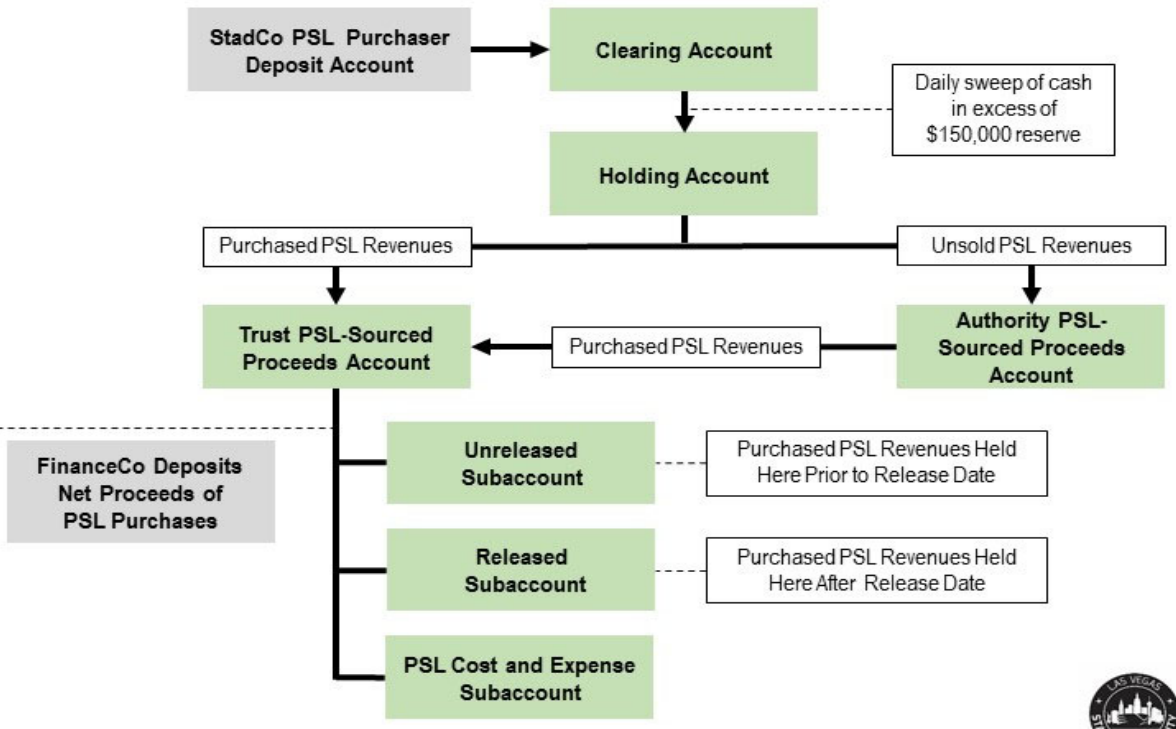 StadCo PSL Purchaser
Deposit Account
Clearing Account
Daily sweep of cash
in excess of
$150,000 reserve
Holding Account
Purchased PSL Revenues
Unsold PSL Revenues
Trust PSL-Sourced
Proceeds Account
Purchased PSL Revenues
Authority PSL-
Sourced Proceeds
Account
FinanceCo Deposits
Net Proceeds of
PSL Purchases
Unreleased
Subaccount
Purchased PSL Revenues Held
Here Prior to Release Date
Released
Subaccount
Purchased PSL Revenues Held
Here After Release Date
PSL Cost and Expense
Subaccount
LAS VEGAS